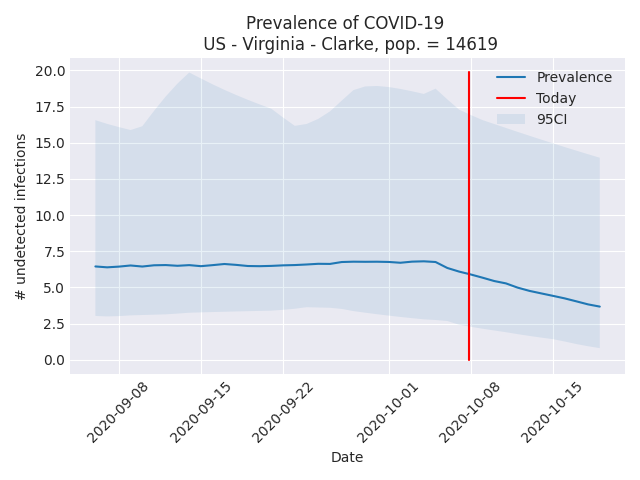 Prevalence of COVID-19
US - Virginia - Clarke, pop. = 14619
20.0
17.5
15.0
12.5
10.0
7.5
5.0
2.5
0.0
# undetected infections
Prevalence
Today
95CI
2020-09-08
2020-09-15
2020-09-22
2020-10-01
2020-10-08
2020-10-15
Date